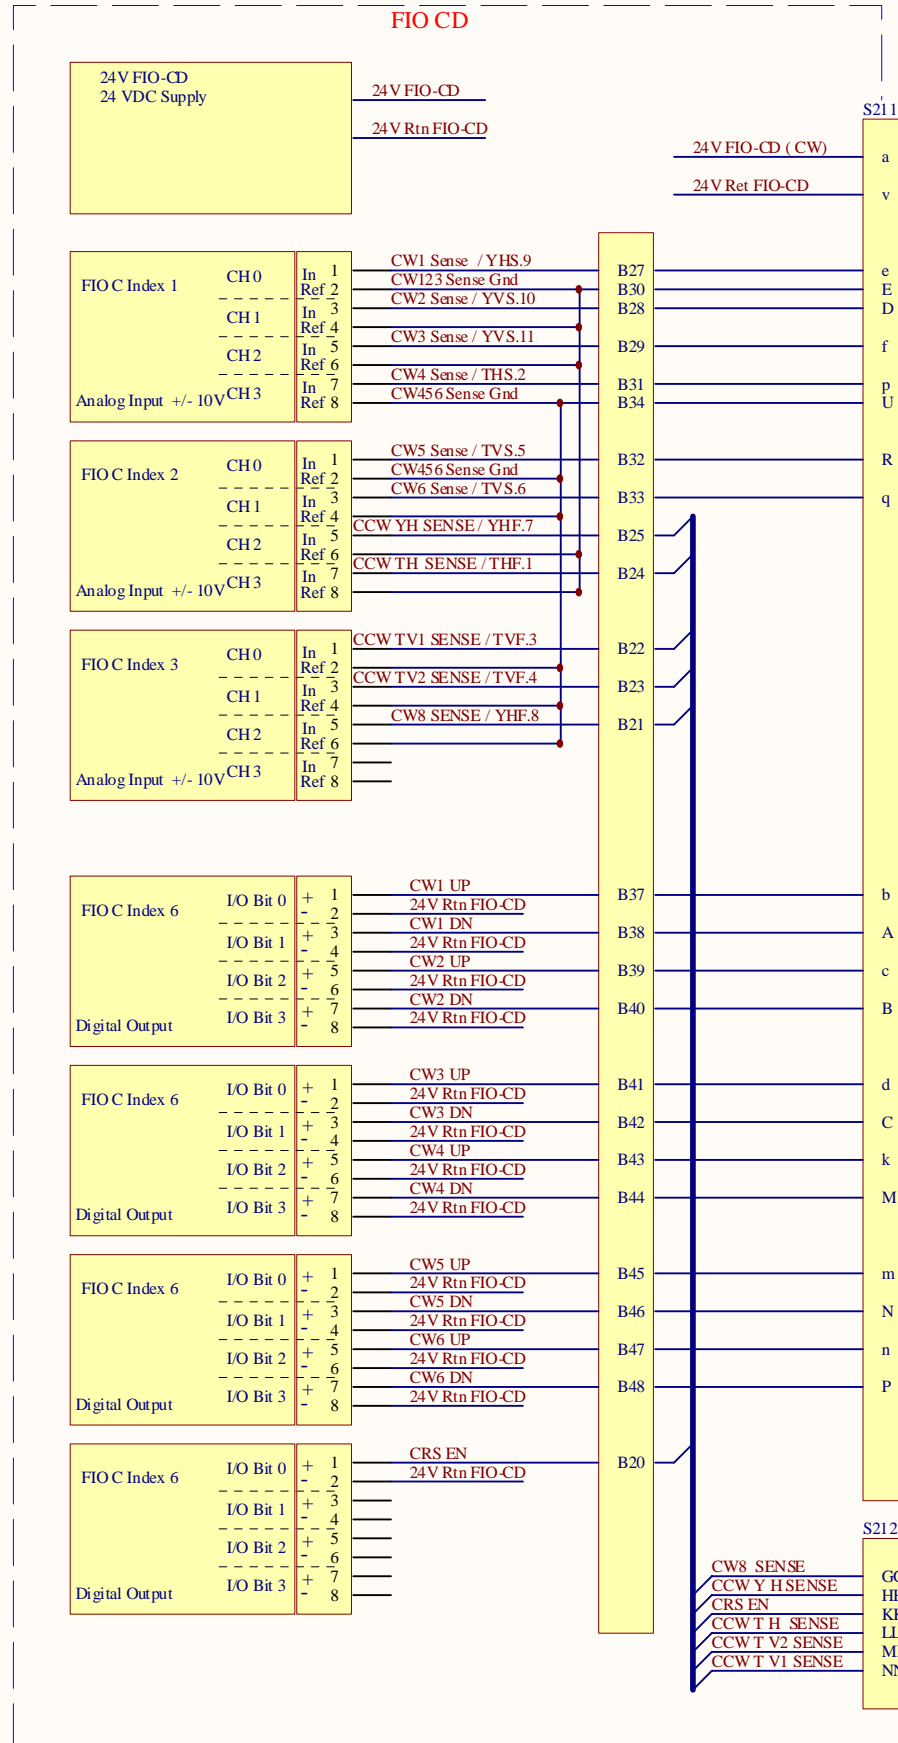 FIO CD
24V FIO-CD
24 VDC Supply
24V FIO-CD
24V Rtn FIO-CD
S211
24V FIO-CD ( CW) a
24V Ret FIO-CD v
FIO C Index 1
Analog Input +/- 10V
CH 0 In 1 CW1 Sense / YHS.9 B27 e
Ref 2 CW123 Sense Gnd B30 E
CH 1 In 3 CW2 Sense / YVS.10 B28 D
Ref 4
CH 2 In 5 CW3 Sense / YVS.11 B29 f
Ref 6
CH 3 In 7 CW4 Sense / THS.2 B31 p
Ref 8 CW456 Sense Gnd B34 U
FIO C Index 2
Analog Input +/- 10V
CH 0 In 1 CW5 Sense / TVS.5 B32 R
Ref 2 CW456 Sense Gnd
CH 1 In 3 CW6 Sense / TVS.6 B33 q
Ref 4
CH 2 In 5 CCW YH SENSE / YHF.7 B25
Ref 6
CH 3 In 7 CCW TH SENSE / THF.1 B24
Ref 8
FIO C Index 3
Analog Input +/- 10V
CH 0 In 1 CCW TV1 SENSE / TVF.3 B22
Ref 2
CH 1 In 3 CCW TV2 SENSE / TVF.4 B23
Ref 4
CH 2 In 5 CW8 SENSE / YHF.8 B21
Ref 6
CH 3 In 7
Ref 8
FIO C Index 6
Digital Output
I/O Bit 0 + 1 CW1 UP B37 b
- 2 24V Rtn FIO-CD
I/O Bit 1 + 3 CW1 DN B38 A
- 4 24V Rtn FIO-CD
I/O Bit 2 + 5 CW2 UP B39 c
- 6 24V Rtn FIO-CD
I/O Bit 3 + 7 CW2 DN B40 B
- 8 24V Rtn FIO-CD
FIO C Index 6
Digital Output
I/O Bit 0 + 1 CW3 UP B41 d
- 2 24V Rtn FIO-CD
I/O Bit 1 + 3 CW3 DN B42 C
- 4 24V Rtn FIO-CD
I/O Bit 2 + 5 CW4 UP B43 k
- 6 24V Rtn FIO-CD
I/O Bit 3 + 7 CW4 DN B44 M
- 8 24V Rtn FIO-CD
FIO C Index 6
Digital Output
I/O Bit 0 + 1 CW5 UP B45 m
- 2 24V Rtn FIO-CD
I/O Bit 1 + 3 CW5 DN B46 N
- 4 24V Rtn FIO-CD
I/O Bit 2 + 5 CW6 UP B47 n
- 6 24V Rtn FIO-CD
I/O Bit 3 + 7 CW6 DN B48 P
- 8 24V Rtn FIO-CD
FIO C Index 6
Digital Output
I/O Bit 0 + 1 CRS EN B20
- 2 24V Rtn FIO-CD
I/O Bit 1 + 3
- 4
I/O Bit 2 + 5
- 6
I/O Bit 3 + 7
- 8
S212
CW8 SENSE
CCW Y H SENSE
CRS EN
CCW T H SENSE
CCW T V2 SENSE
CCW T V1 SENSE